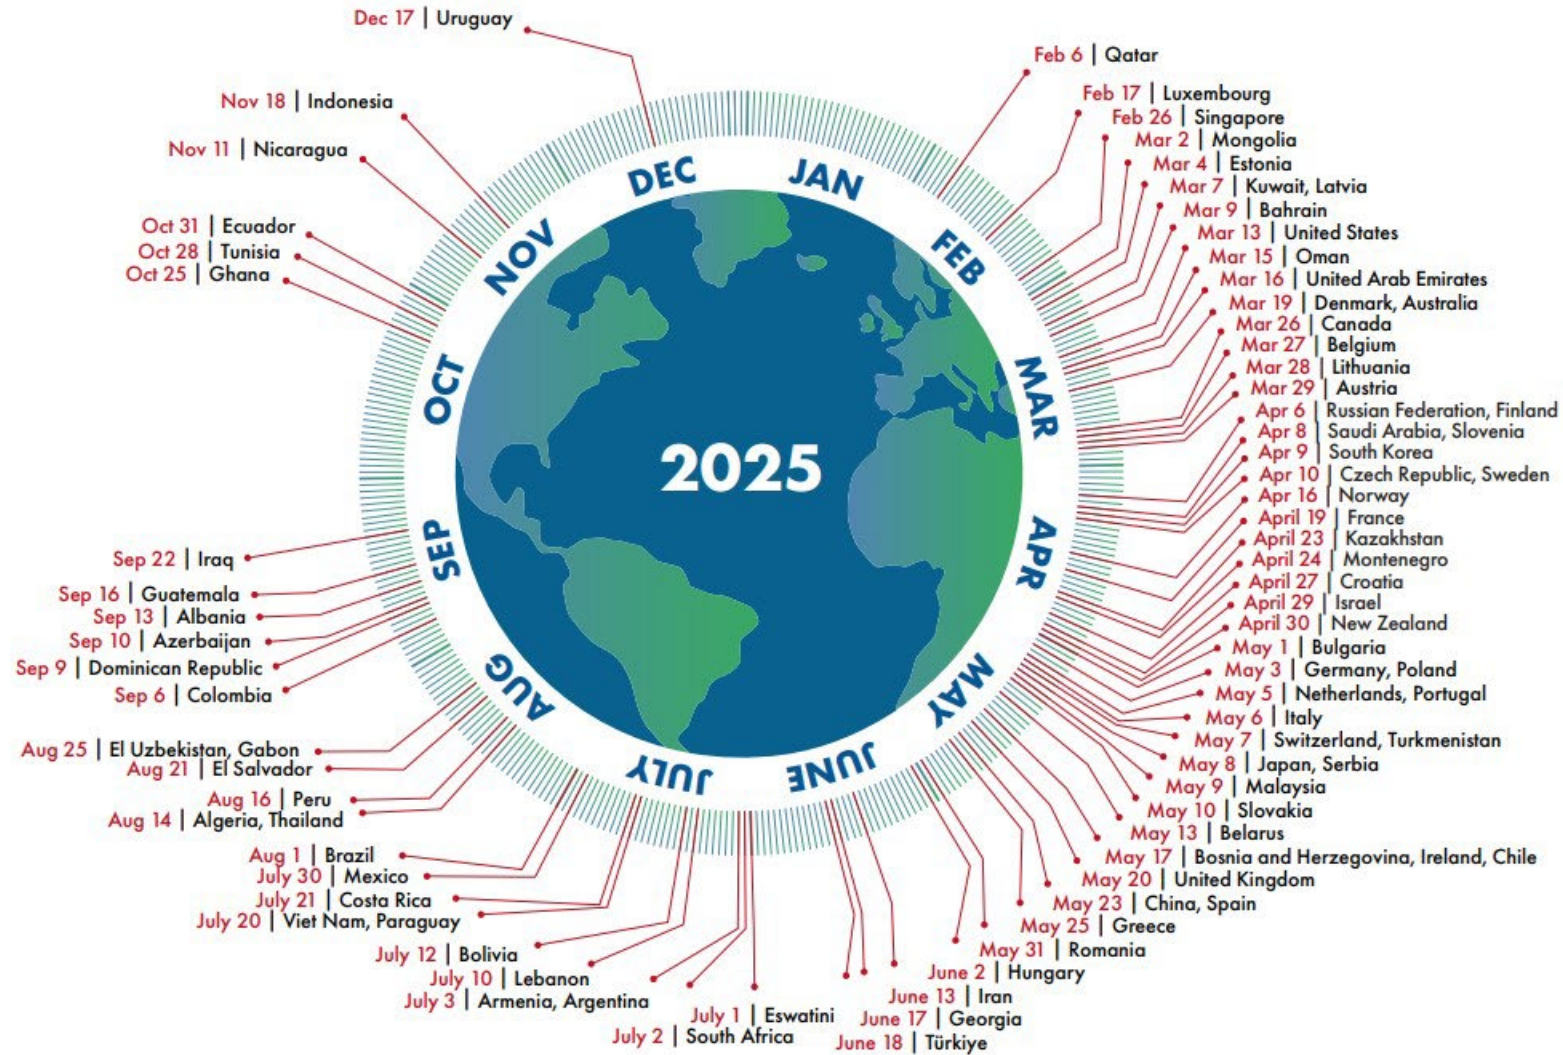 Dec 17 | Uruguay
Nov 18 | Indonesia
Nov 11 | Nicaragua
Oct 31 | Ecuador
Oct 28 | Tunisia
Oct 25 | Ghana
Sep 22 | Iraq
Sep 16 | Guatemala
Sep 13 | Albania
Sep 10 | Azerbaijan
Sep 9 | Dominican Republic
Sep 6 | Colombia
Aug 25 | El Uzbekistan, Gabon
Aug 21 | El Salvador
Aug 16 | Peru
Aug 14 | Algeria, Thailand
Aug 1 | Brazil
July 30 | Mexico
July 21 | Costa Rica
July 20 | Viet Nam, Paraguay
July 12 | Bolivia
July 10 | Lebanon
July 3 | Armenia, Argentina
July 2 | South Africa
July 1 | Eswatini
JAN
FEB
MAR
APR
MAY
JUNE
JULY
AUG
SEP
OCT
NOV
DEC
2025
Feb 6 | Qatar
Feb 17 | Luxembourg
Feb 26 | Singapore
Mar 2 | Mongolia
Mar 4 | Estonia
Mar 7 | Kuwait, Latvia
Mar 9 | Bahrain
Mar 13 | United States
Mar 15 | Oman
Mar 16 | United Arab Emirates
Mar 19 | Denmark, Australia
Mar 26 | Canada
Mar 27 | Belgium
Mar 28 | Lithuania
Mar 29 | Austria
Apr 6 | Russian Federation, Finland
Apr 8 | Saudi Arabia, Slovenia
Apr 9 | South Korea
Apr 10 | Czech Republic, Sweden
Apr 16 | Norway
April 19 | France
April 23 | Kazakhstan
April 24 | Montenegro
April 27 | Croatia
April 29 | Israel
April 30 | New Zealand
May 1 | Bulgaria
May 3 | Germany, Poland
May 5 | Netherlands, Portugal
May 6 | Italy
May 7 | Switzerland, Turkmenistan
May 8 | Japan, Serbia
May 9 | Malaysia
May 10 | Slovakia
May 13 | Belarus
May 17 | Bosnia and Herzegovina, Ireland, Chile
May 20 | United Kingdom
May 23 | China, Spain
May 25 | Greece
May 31 | Romania
June 2 | Hungary
June 13 | Iran
June 17 | Georgia
June 18 | Türkiye